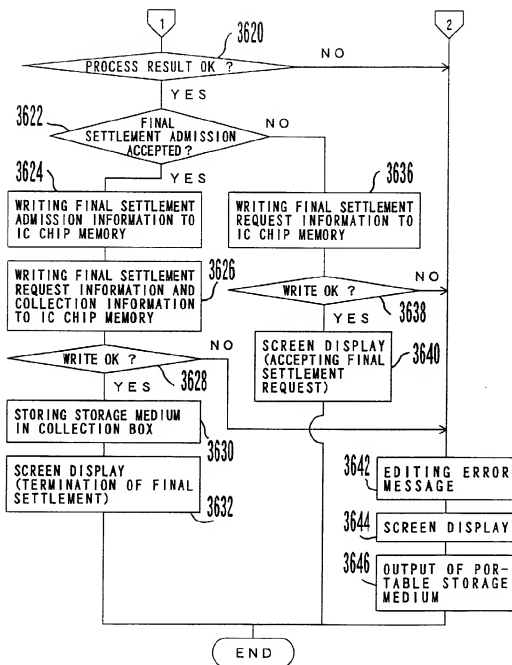 1
2
3620
PROCESS RESULT OK ?
NO
YES
3622
FINAL
SETTLEMENT ADMISSION
ACCEPTED?
NO
YES
3624
WRITING FINAL SETTLEMENT
ADMISSION INFORMATION TO
IC CHIP MEMORY
3636
WRITING FINAL SETTLEMENT
REQUEST INFORMATION TO
IC CHIP MEMORY
WRITING FINAL SETTLEMENT
REQUEST INFORMATION AND
COLLECTION INFORMATION
TO IC CHIP MEMORY
3626
WRITE OK ?
NO
3638
YES
WRITE OK ?
NO
3628
YES
SCREEN DISPLAY
(ACCEPTING FINAL
SETTLEMENT
REQUEST)
3640
STORING STORAGE MEDIUM
IN COLLECTION BOX
3630
SCREEN DISPLAY
(TERMINATION OF FINAL
SETTLEMENT)
3632
3642
EDITING ERROR
MESSAGE
3644
SCREEN DISPLAY
3646
OUTPUT OF POR-
TABLE STORAGE
MEDIUM
END